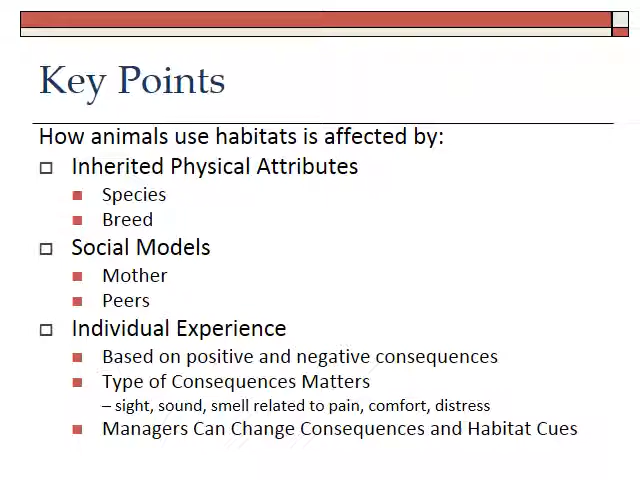 Key Points
How animals use habitats is affected by:
Inherited Physical Attributes
Species
Breed
Social Models
Mother
Peers
Individual Experience
Based on positive and negative consequences
Type of Consequences Matters
– sight, sound, smell related to pain, comfort, distress
Managers Can Change Consequences and Habitat Cues